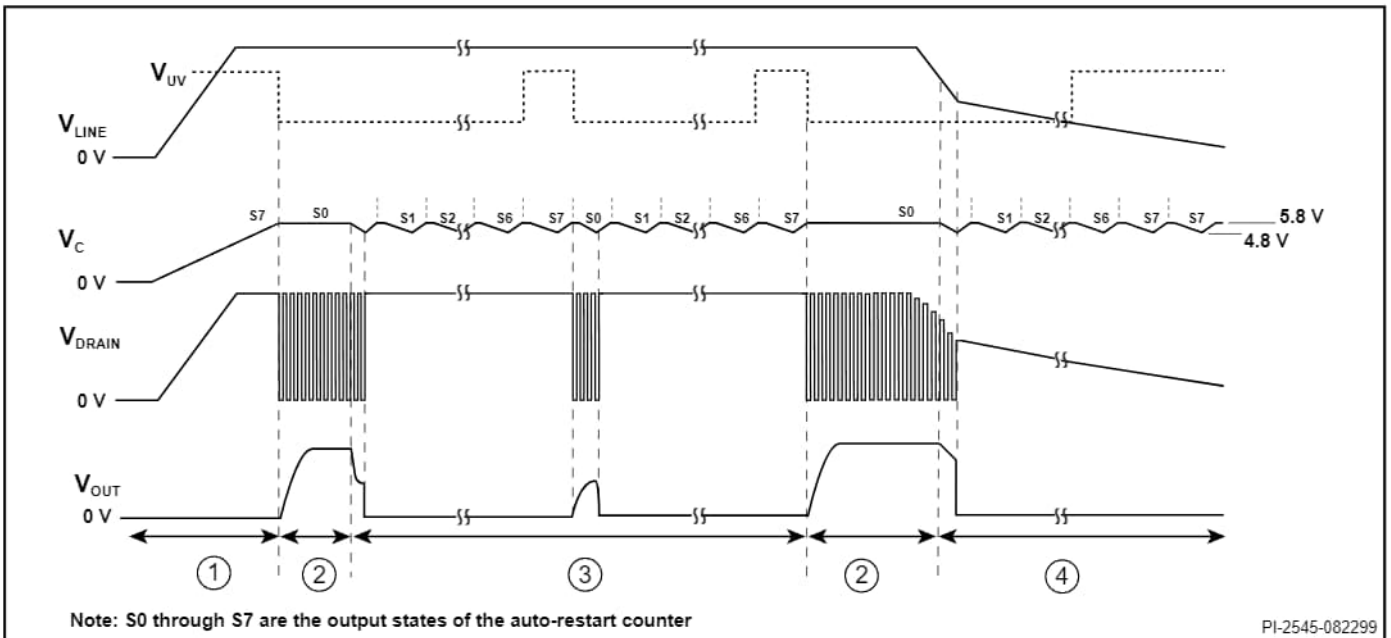 V_UV
V_LINE
0 V
S7 S0 S1 S2 S6 S7 S0 S1 S2 S6 S7 S0 S1 S2 S6 S7 S7
5.8 V
4.8 V
V_C
0 V
V_DRAIN
0 V
V_OUT
0 V
1 2 3 2 4
Note: S0 through S7 are the output states of the auto-restart counter
PI-2545-082299